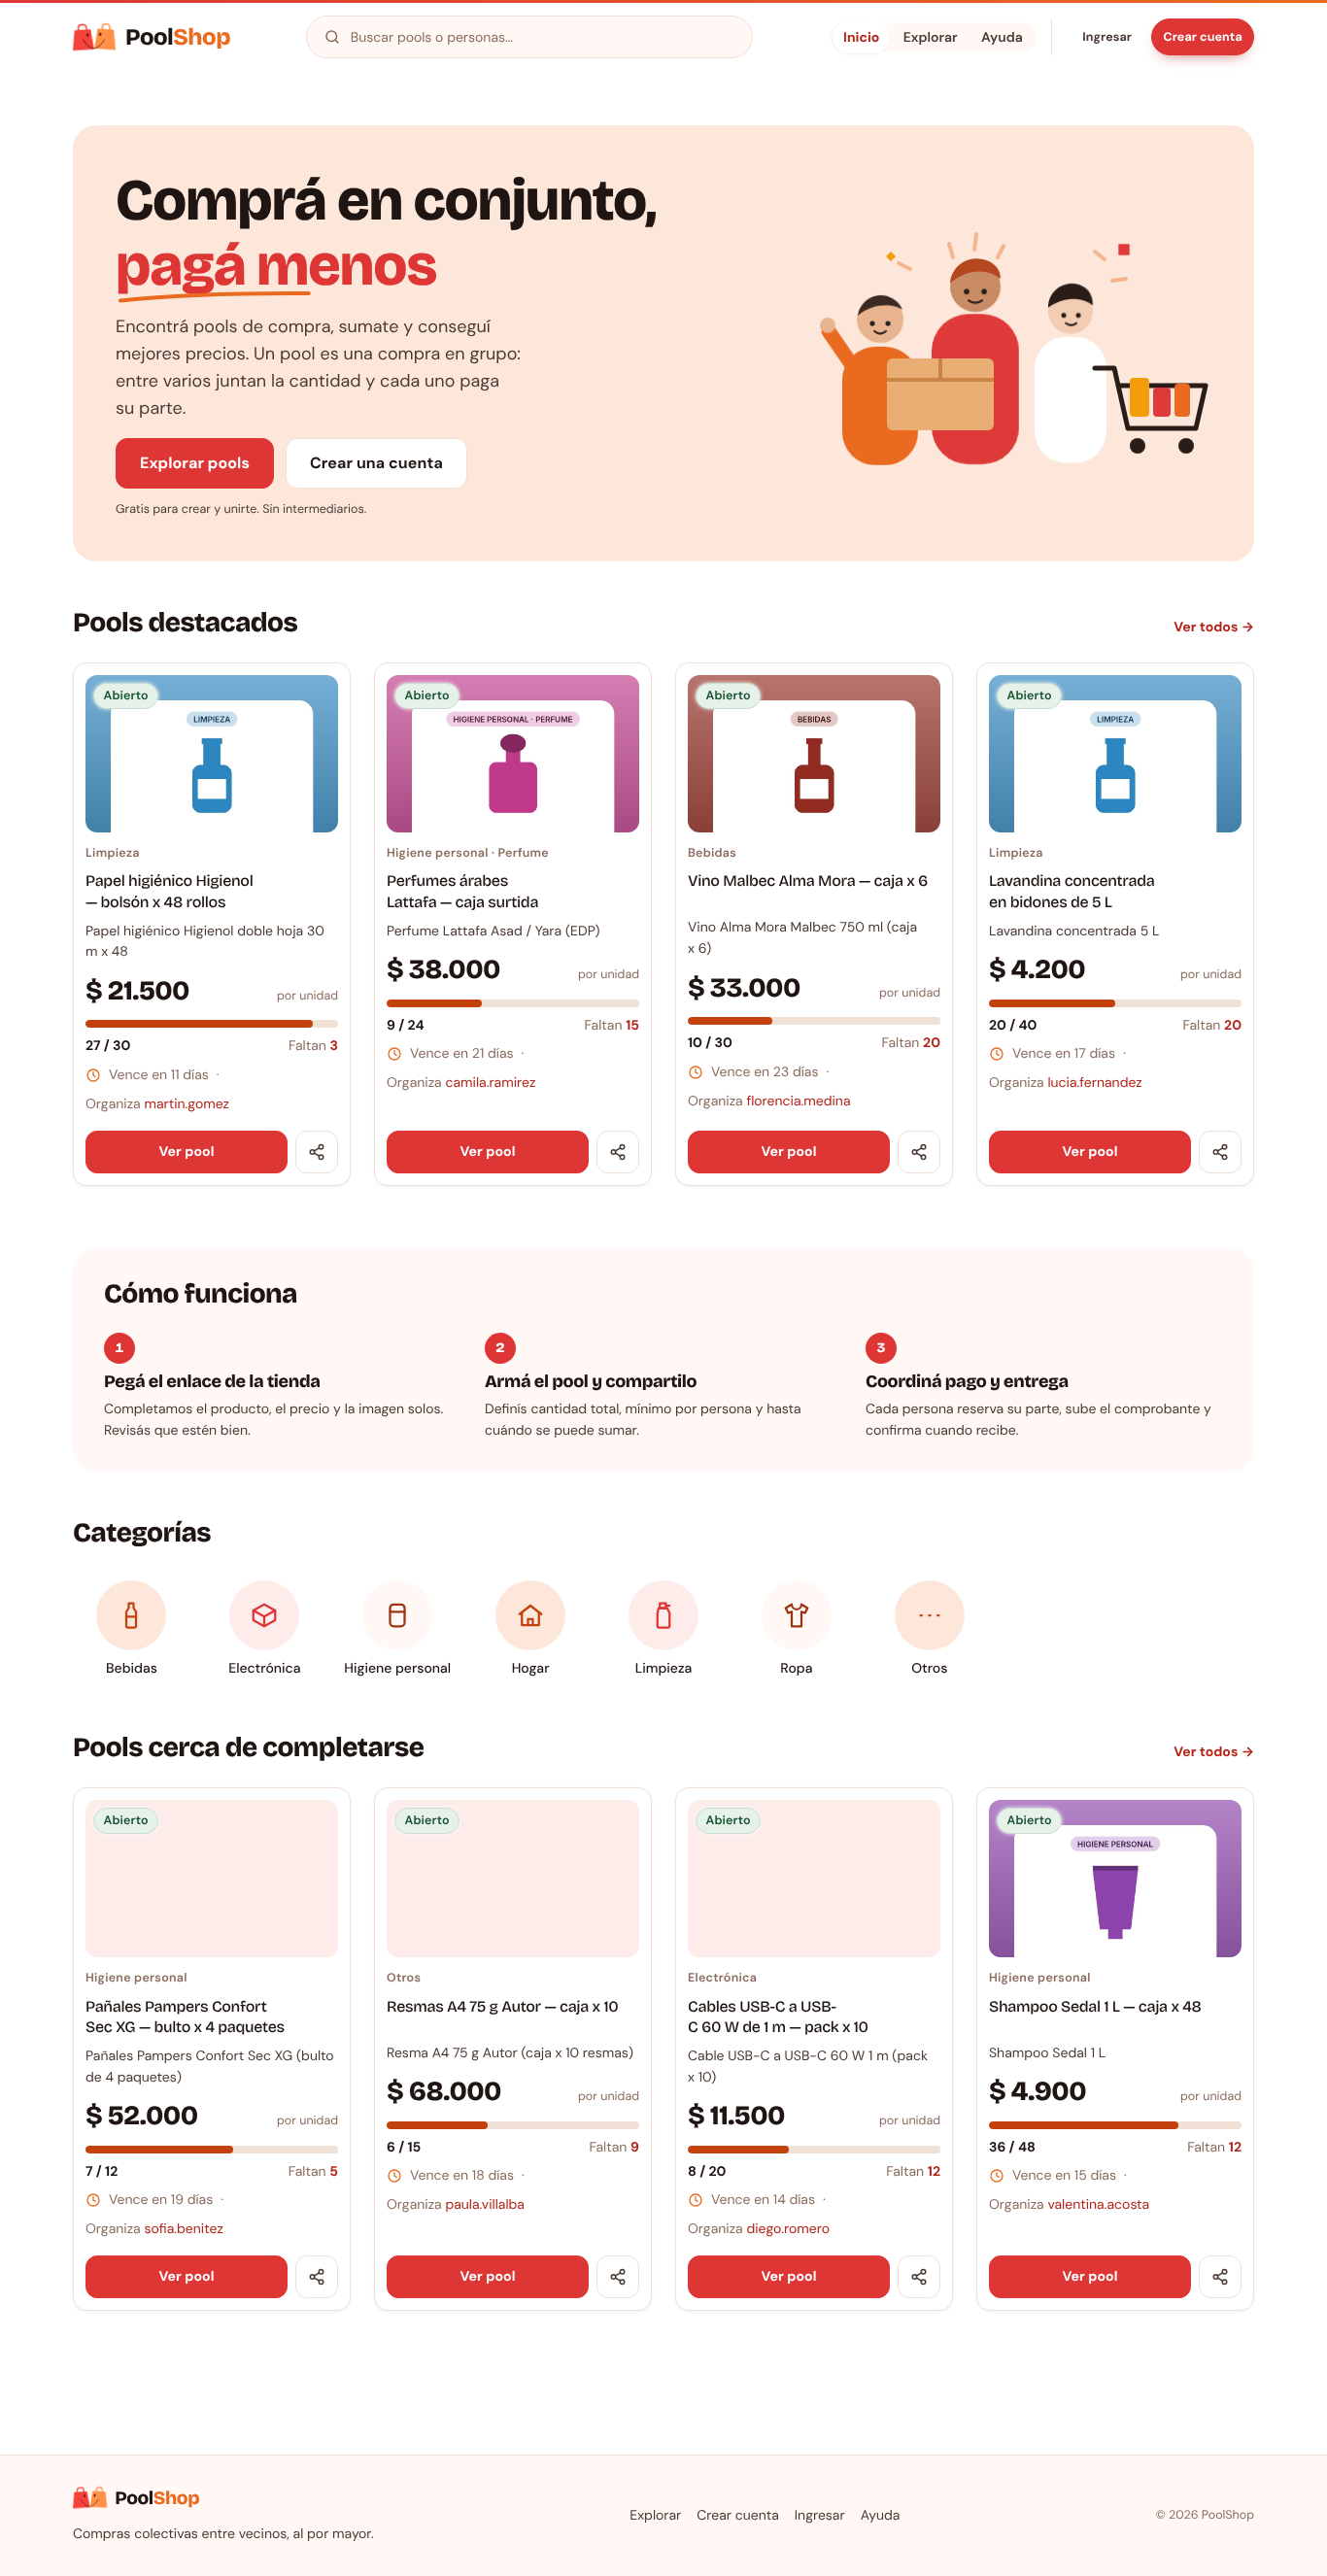 PoolShop
Buscar pools o personas...
Inicio
Explorar
Ayuda
Ingresar
Crear cuenta
Comprá en conjunto,
pagá menos
Encontrá pools de compra, sumate y conseguí
mejores precios. Un pool es una compra en grupo:
entre varios juntan la cantidad y cada uno paga
su parte.
Explorar pools
Crear una cuenta
Gratis para crear y unirte. Sin intermediarios.
Pools destacados
Ver todos →
Abierto
LIMPIEZA
Limpieza
Papel higiénico Higienol
— bolsón x 48 rollos
Papel higiénico Higienol doble hoja 30
m x 48
$ 21.500
por unidad
27 / 30
Faltan 3
Vence en 11 días ·
Organiza martin.gomez
Ver pool
Abierto
HIGIENE PERSONAL · PERFUME
Higiene personal · Perfume
Perfumes árabes
Lattafa — caja surtida
Perfume Lattafa Asad / Yara (EDP)
$ 38.000
por unidad
9 / 24
Faltan 15
Vence en 21 días ·
Organiza camila.ramirez
Ver pool
Abierto
BEBIDAS
Bebidas
Vino Malbec Alma Mora — caja x 6
Vino Alma Mora Malbec 750 ml (caja
x 6)
$ 33.000
por unidad
10 / 30
Faltan 20
Vence en 23 días ·
Organiza florencia.medina
Ver pool
Abierto
LIMPIEZA
Limpieza
Lavandina concentrada
en bidones de 5 L
Lavandina concentrada 5 L
$ 4.200
por unidad
20 / 40
Faltan 20
Vence en 17 días ·
Organiza lucia.fernandez
Ver pool
Cómo funciona
1
Pegá el enlace de la tienda
Completamos el producto, el precio y la imagen solos.
Revisás que estén bien.
2
Armá el pool y compartilo
Definís cantidad total, mínimo por persona y hasta
cuándo se puede sumar.
3
Coordiná pago y entrega
Cada persona reserva su parte, sube el comprobante y
confirma cuando recibe.
Categorías
Bebidas
Electrónica
Higiene personal
Hogar
Limpieza
Ropa
Otros
Pools cerca de completarse
Ver todos →
Abierto
Higiene personal
Pañales Pampers Confort
Sec XG — bulto x 4 paquetes
Pañales Pampers Confort Sec XG (bulto
de 4 paquetes)
$ 52.000
por unidad
7 / 12
Faltan 5
Vence en 19 días ·
Organiza sofia.benitez
Ver pool
Abierto
Otros
Resmas A4 75 g Autor — caja x 10
Resma A4 75 g Autor (caja x 10 resmas)
$ 68.000
por unidad
6 / 15
Faltan 9
Vence en 18 días ·
Organiza paula.villalba
Ver pool
Abierto
Electrónica
Cables USB-C a USB-
C 60 W de 1 m — pack x 10
Cable USB-C a USB-C 60 W 1 m (pack
x 10)
$ 11.500
por unidad
8 / 20
Faltan 12
Vence en 14 días ·
Organiza diego.romero
Ver pool
Abierto
HIGIENE PERSONAL
Higiene personal
Shampoo Sedal 1 L — caja x 48
Shampoo Sedal 1 L
$ 4.900
por unidad
36 / 48
Faltan 12
Vence en 15 días ·
Organiza valentina.acosta
Ver pool
PoolShop
Compras colectivas entre vecinos, al por mayor.
Explorar
Crear cuenta
Ingresar
Ayuda
© 2026 PoolShop